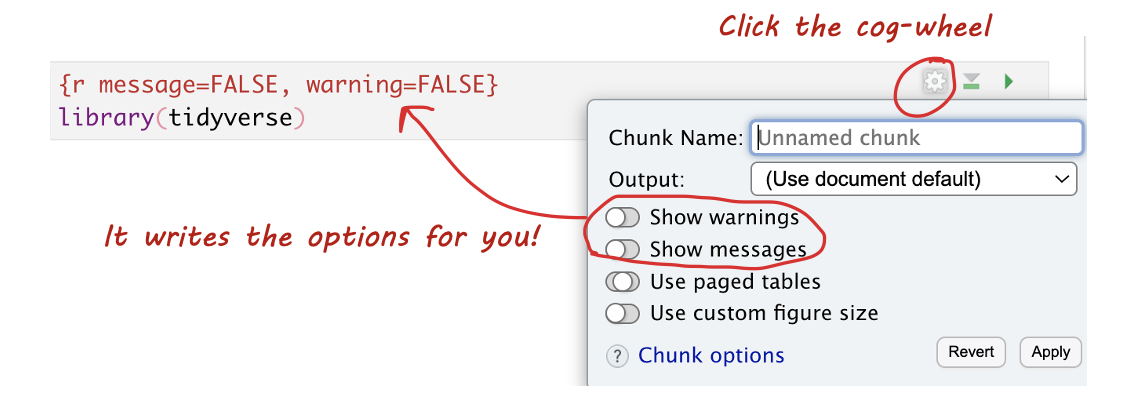 Click the cog-wheel
{r message=FALSE, warning=FALSE}
library(tidyverse)
Chunk Name: Unnamed chunk
Output: (Use document default)
Show warnings
It writes the options for you!
Show messages
Use paged tables
Use custom figure size
? Chunk options Revert Apply